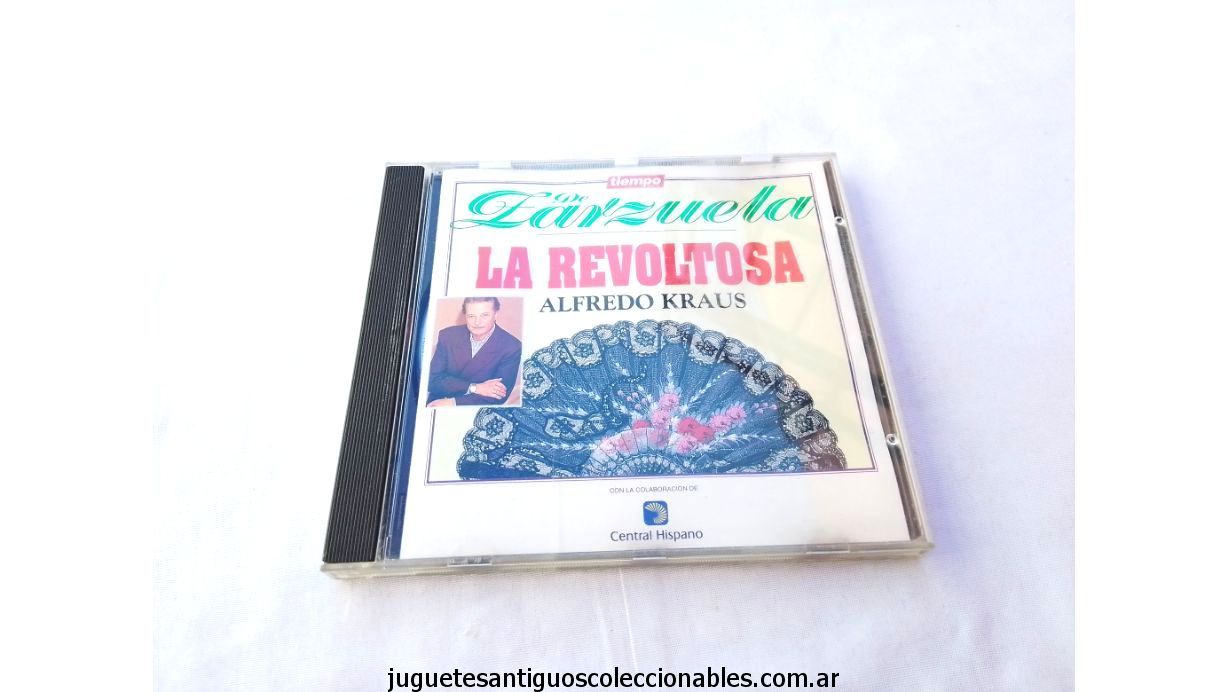 tiempo
De
Zarzuela
LA REVOLTOSA
ALFREDO KRAUS
CON LA COLABORACION DE
Central Hispano
juguetesantiguoscoleccionables.com.ar